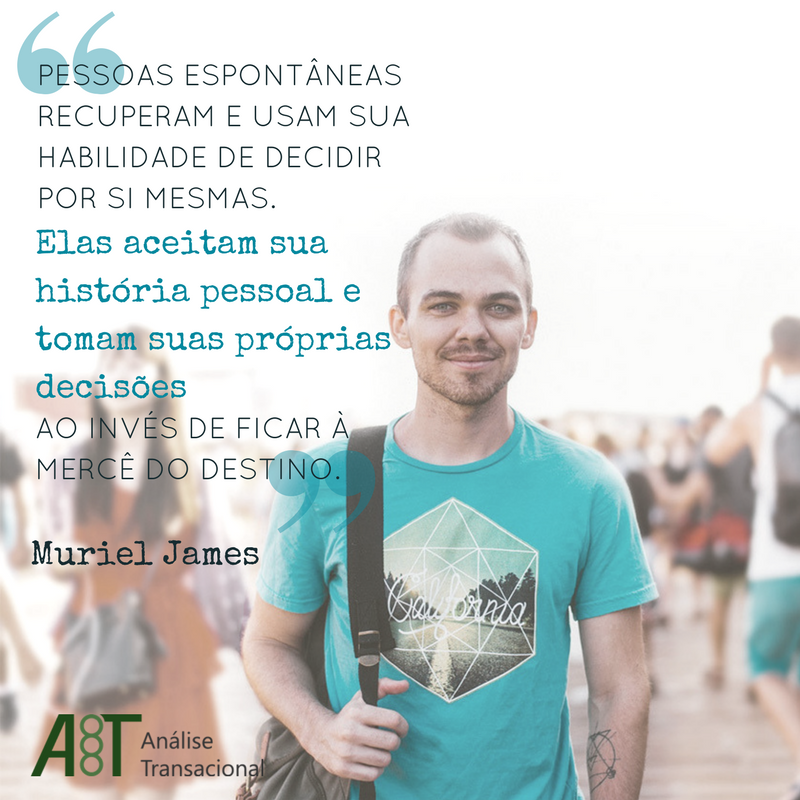 PESSOAS ESPONTÂNEAS
RECUPERAM E USAM SUA
HABILIDADE DE DECIDIR
POR SI MESMAS.
Elas aceitam sua
história pessoal e
tomam suas próprias
decisões
AO INVÉS DE FICAR À
MERCÊ DO DESTINO.
Muriel James
California
A T Análise
Transacional